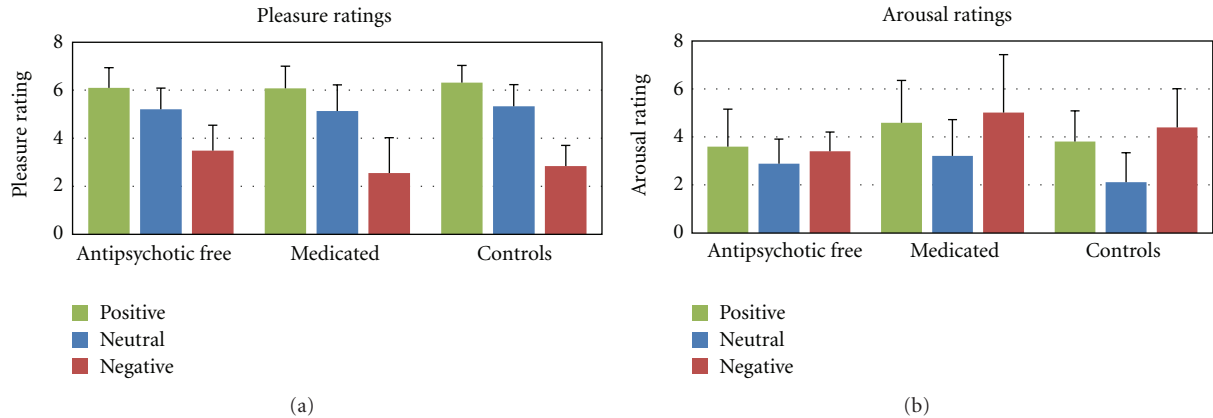 Pleasure ratings
8
6
4
2
0
Pleasure rating
Antipsychotic free
Medicated
Controls
Positive
Neutral
Negative
(a)
Arousal ratings
8
6
4
2
0
Arousal rating
Antipsychotic free
Medicated
Controls
Positive
Neutral
Negative
(b)